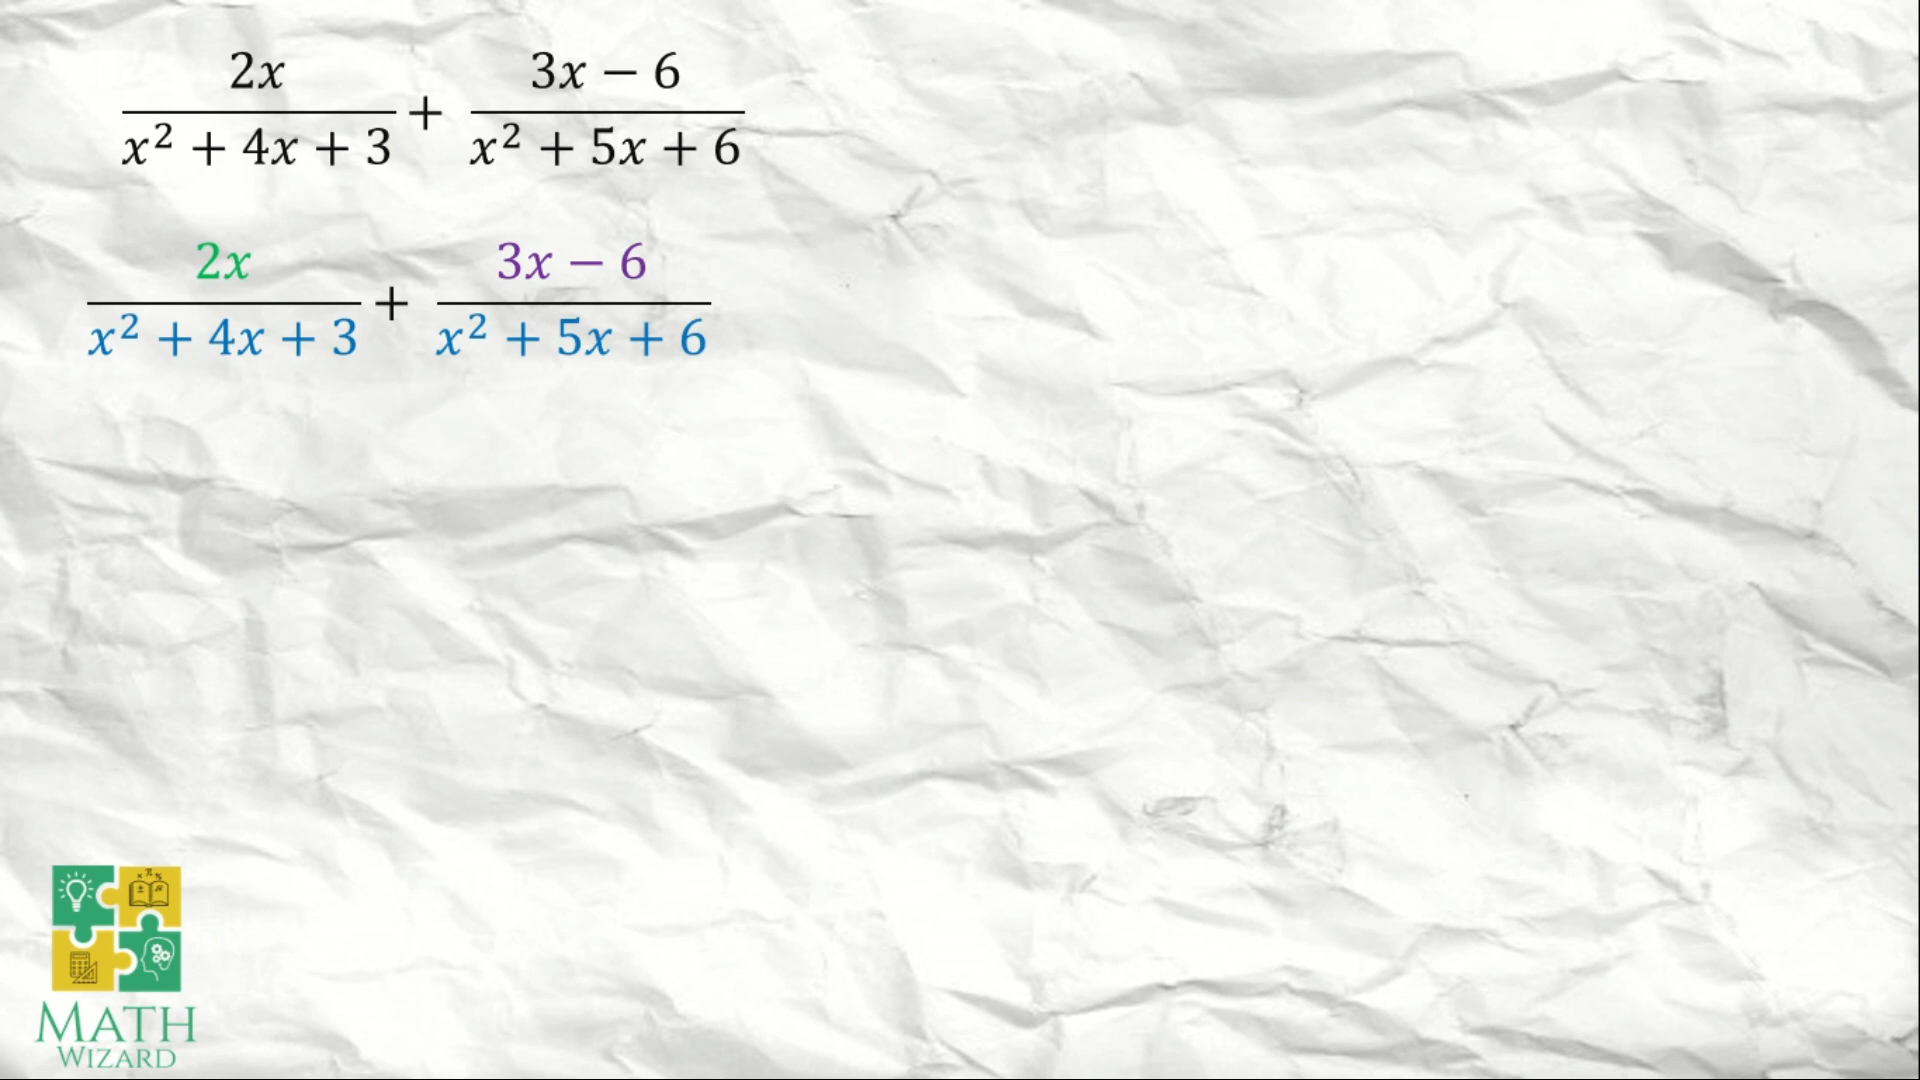 2x/(x² + 4x + 3) + (3x − 6)/(x² + 5x + 6)
2x/(x² + 4x + 3) + (3x − 6)/(x² + 5x + 6)
MATH
WIZARD